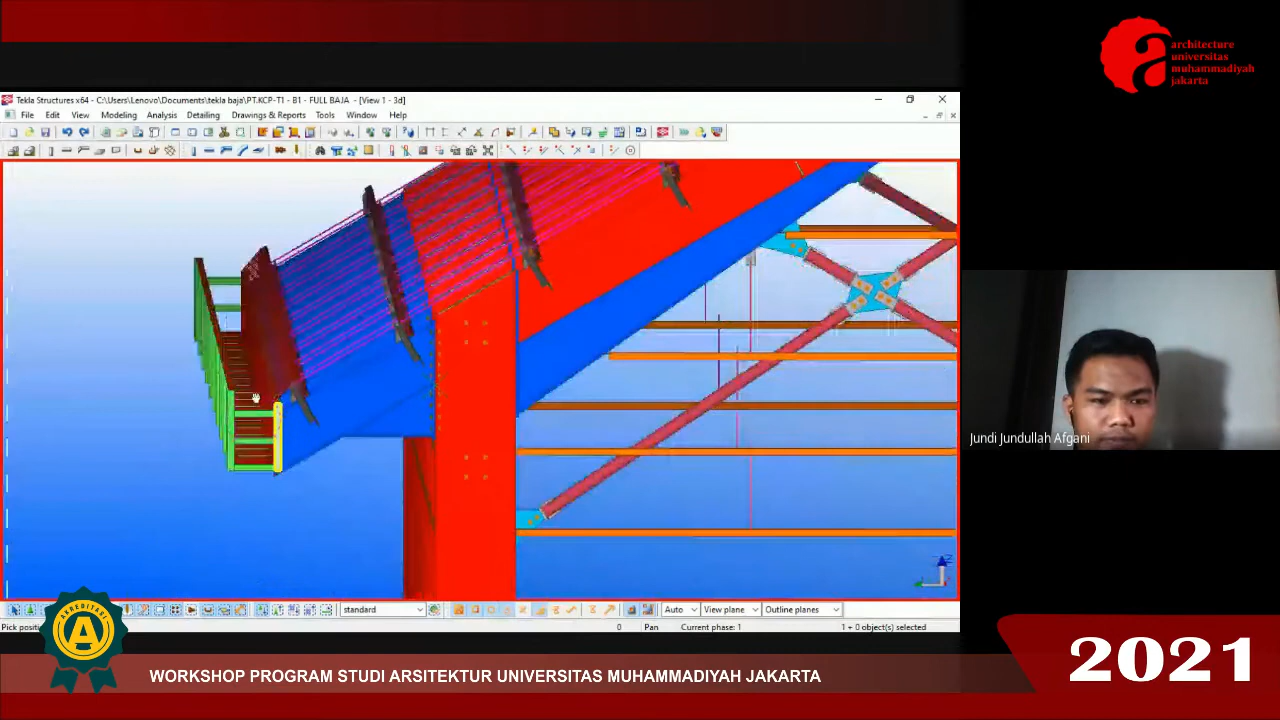 architecture
universitas
muhammadiyah
jakarta
Tekla Structures x64 - C:\Users\Lenovo\Documents\tekla baja\PT.KCP-T1 - B1 - FULL BAJA - [View 1 - 3d]
File Edit View Modeling Analysis Detailing Drawings & Reports Tools Window Help
Jundi Jundullah Afgani
standard Auto View plane Outline planes
Pick 0 Pan Current phase: 1 1 + 0 object(s) selected
AKREDITASI
A
WORKSHOP PROGRAM STUDI ARSITEKTUR UNIVERSITAS MUHAMMADIYAH JAKARTA
2021